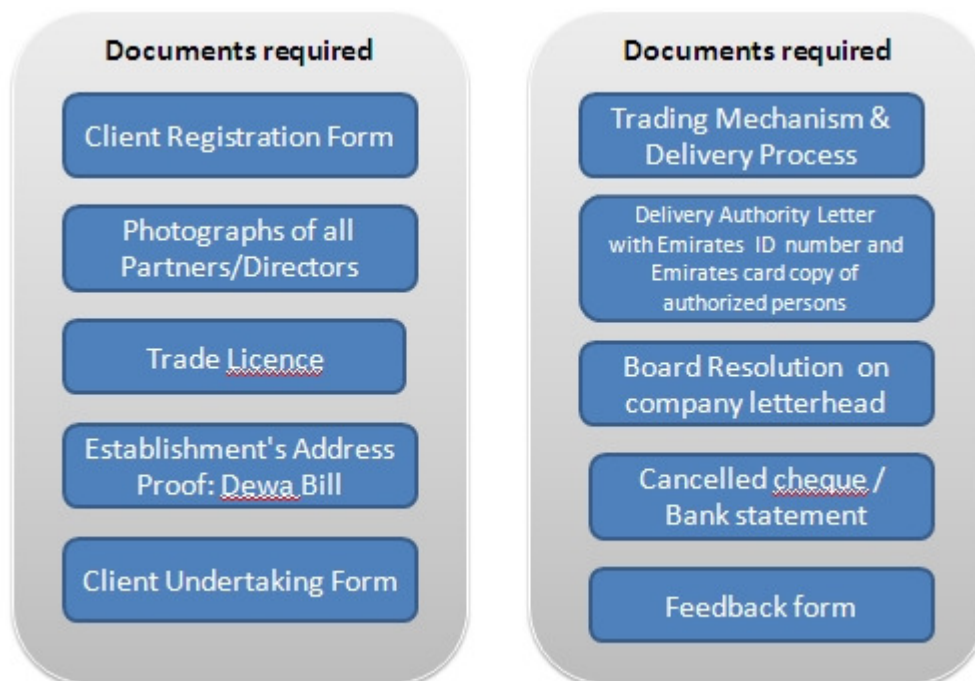 Documents required
Client Registration Form
Photographs of all
Partners/Directors
Trade Licence
Establishment's Address
Proof: Dewa Bill
Client Undertaking Form
Documents required
Trading Mechanism &
Delivery Process
Delivery Authority Letter
with Emirates ID number and
Emirates card copy of
authorized persons
Board Resolution on
company letterhead
Cancelled cheque /
Bank statement
Feedback form